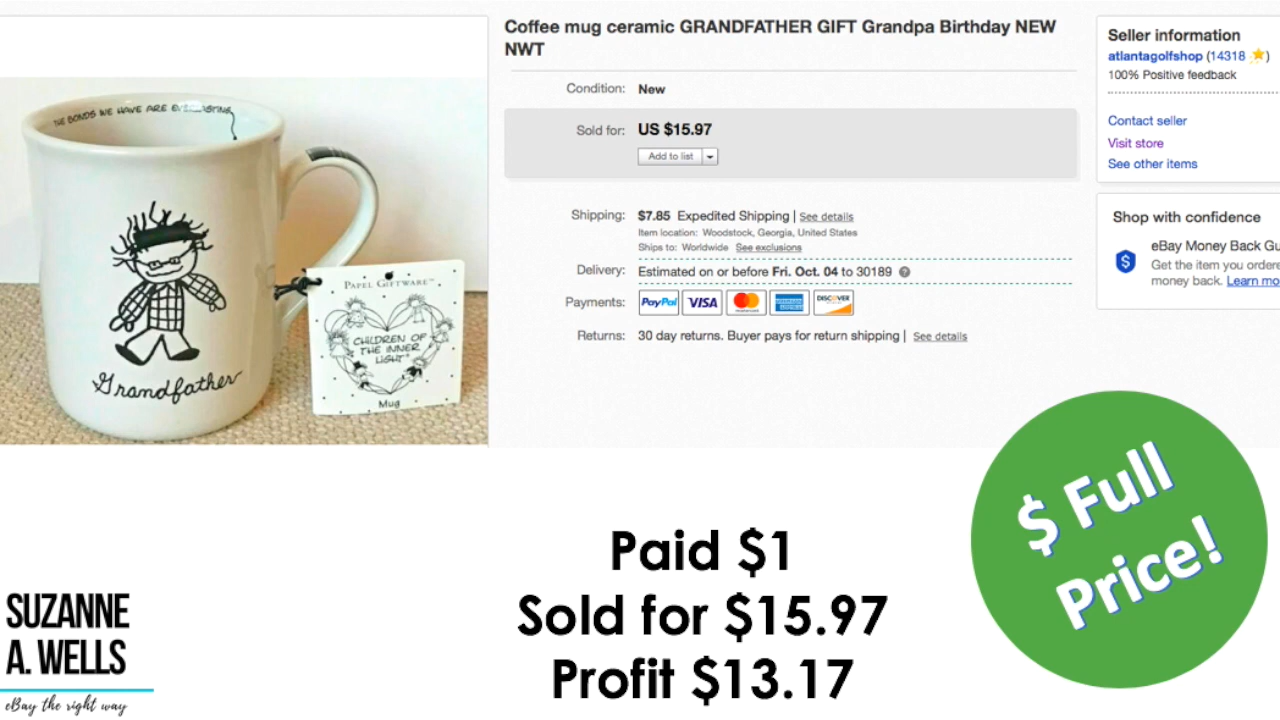 THE BONDS WE HAVE ARE EVERLASTING
Grandfather
PAPEL GIFTWARE™
CHILDREN OF
THE INNER
LIGHT
Mug
Coffee mug ceramic GRANDFATHER GIFT Grandpa Birthday NEW
NWT
Condition: New
Sold for: US $15.97
Add to list
Shipping: $7.85 Expedited Shipping | See details
Item location: Woodstock, Georgia, United States
Ships to: Worldwide See exclusions
Delivery: Estimated on or before Fri. Oct. 04 to 30189
Payments: PayPal VISA MasterCard AMERICAN EXPRESS DISCOVER
Returns: 30 day returns. Buyer pays for return shipping | See details
Seller information
atlantagolfshop (14318 )
100% Positive feedback
Contact seller
Visit store
See other items
Shop with confidence
eBay Money Back Gu
Get the item you ordere
money back. Learn mo
$ Full
Price!
Paid $1
Sold for $15.97
Profit $13.17
SUZANNE
A. WELLS
eBay the right way